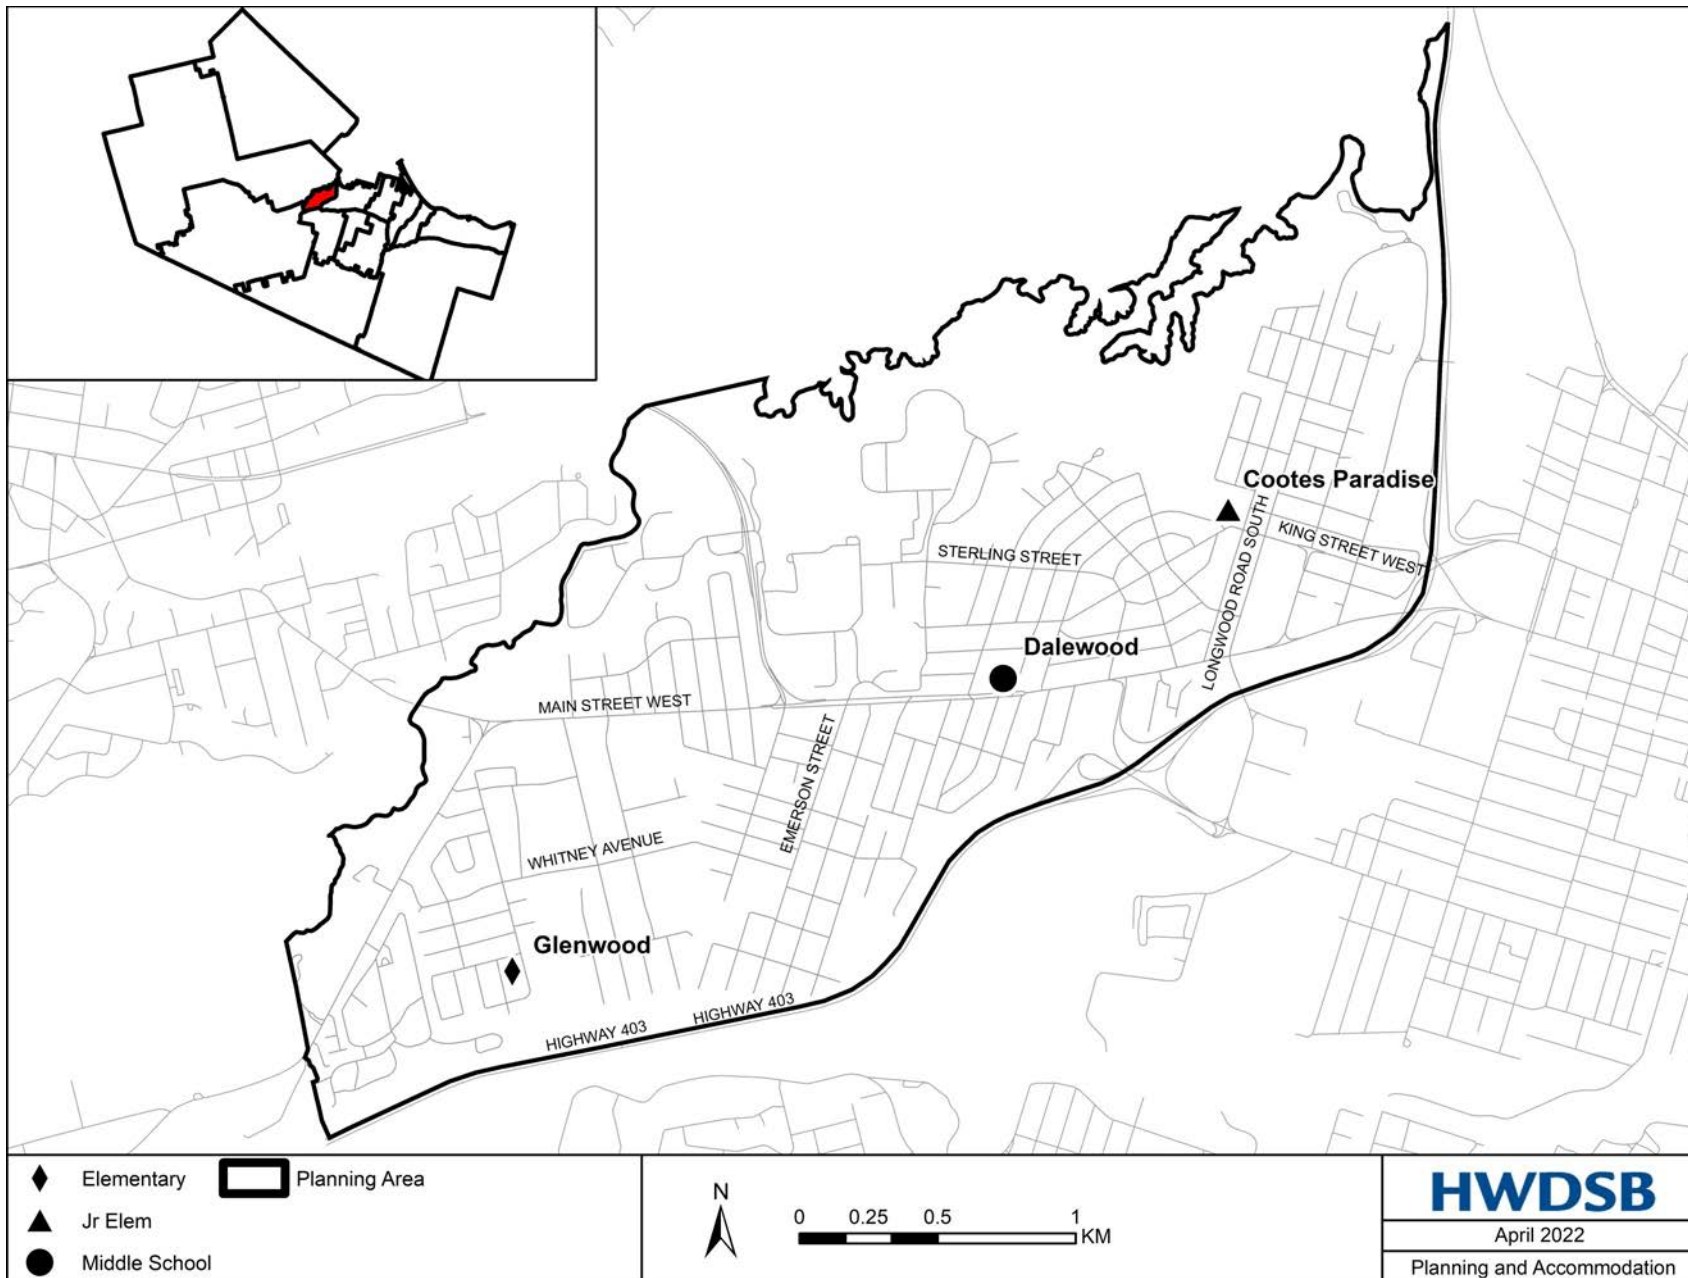 Cootes Paradise
KING STREET WEST
LONGWOOD ROAD SOUTH
STERLING STREET
Dalewood
MAIN STREET WEST
EMERSON STREET
WHITNEY AVENUE
Glenwood
HIGHWAY 403
HIGHWAY 403
Elementary
Planning Area
Jr Elem
Middle School
N
0 0.25 0.5 1
KM
HWDSB
April 2022
Planning and Accommodation